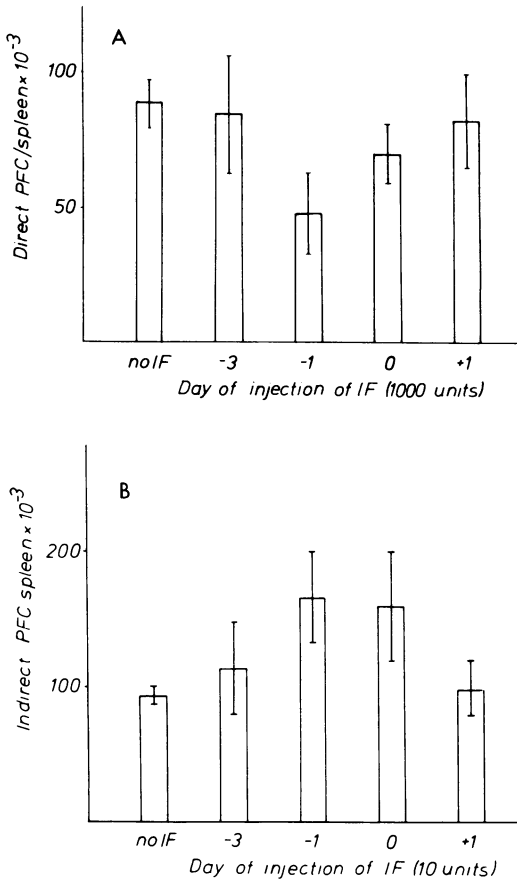 A
Direct PFC/spleen×10⁻³
100
50
no IF -3 -1 0 +1
Day of injection of IF (1000 units)
B
Indirect PFC spleen×10⁻³
200
100
no IF -3 -1 0 +1
Day of injection of IF (10 units)